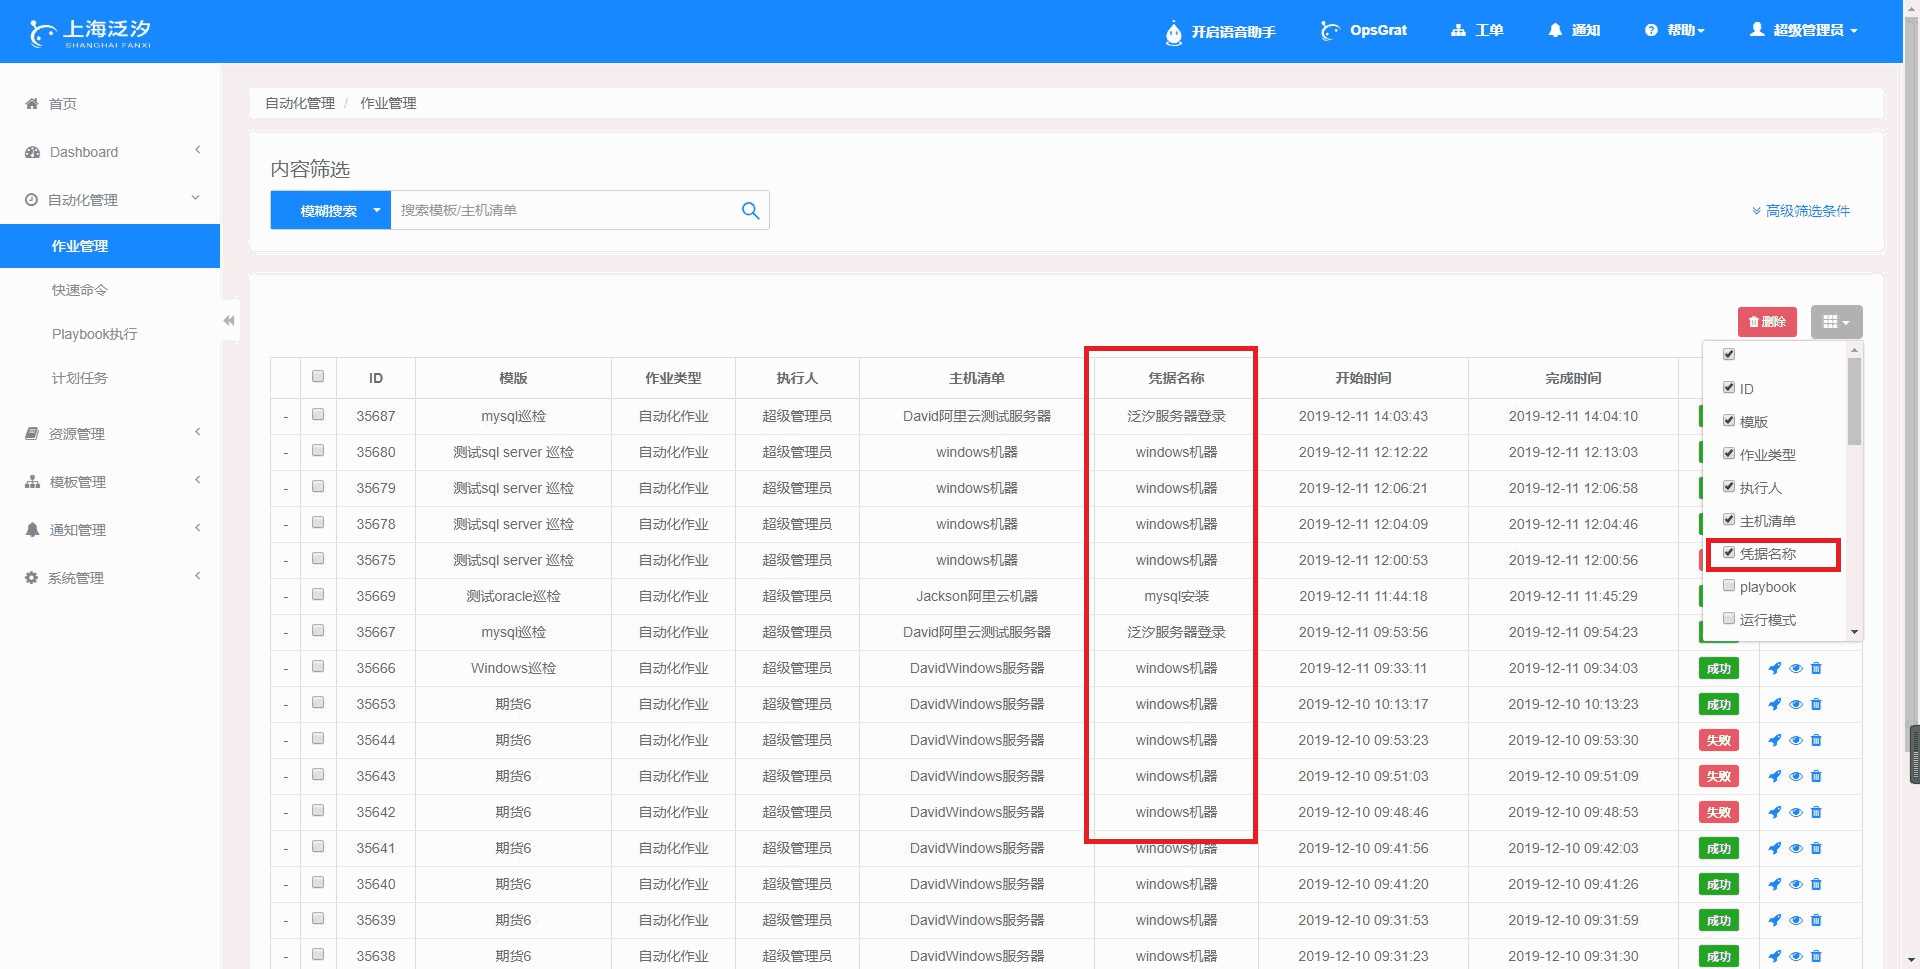 上海泛汐
SHANGHAI FANXI
开启语音助手
OpsGrat
工单
通知
帮助
超级管理员
首页
Dashboard
自动化管理
作业管理
快速命令
Playbook执行
计划任务
资源管理
模板管理
通知管理
系统管理
自动化管理 / 作业管理
内容筛选
模糊搜索 搜索模板/主机清单
高级筛选条件
删除
ID 模版 作业类型 执行人 主机清单 凭据名称 开始时间 完成时间
- 35687 mysql巡检 自动化作业 超级管理员 David阿里云测试服务器 泛汐服务器登录 2019-12-11 14:03:43 2019-12-11 14:04:10
- 35680 测试sql server 巡检 自动化作业 超级管理员 windows机器 windows机器 2019-12-11 12:12:22 2019-12-11 12:13:03
- 35679 测试sql server 巡检 自动化作业 超级管理员 windows机器 windows机器 2019-12-11 12:06:21 2019-12-11 12:06:58
- 35678 测试sql server 巡检 自动化作业 超级管理员 windows机器 windows机器 2019-12-11 12:04:09 2019-12-11 12:04:46
- 35675 测试sql server 巡检 自动化作业 超级管理员 windows机器 windows机器 2019-12-11 12:00:53 2019-12-11 12:00:56
- 35669 测试oracle巡检 自动化作业 超级管理员 Jackson阿里云机器 mysql安装 2019-12-11 11:44:18 2019-12-11 11:45:29
- 35667 mysql巡检 自动化作业 超级管理员 David阿里云测试服务器 泛汐服务器登录 2019-12-11 09:53:56 2019-12-11 09:54:23
- 35666 Windows巡检 自动化作业 超级管理员 DavidWindows服务器 windows机器 2019-12-11 09:33:11 2019-12-11 09:34:03 成功
- 35653 期货6 自动化作业 超级管理员 DavidWindows服务器 windows机器 2019-12-10 10:13:17 2019-12-10 10:13:23 成功
- 35644 期货6 自动化作业 超级管理员 DavidWindows服务器 windows机器 2019-12-10 09:53:23 2019-12-10 09:53:30 失败
- 35643 期货6 自动化作业 超级管理员 DavidWindows服务器 windows机器 2019-12-10 09:51:03 2019-12-10 09:51:09 失败
- 35642 期货6 自动化作业 超级管理员 DavidWindows服务器 windows机器 2019-12-10 09:48:46 2019-12-10 09:48:53 失败
- 35641 期货6 自动化作业 超级管理员 DavidWindows服务器 windows机器 2019-12-10 09:41:56 2019-12-10 09:42:03 成功
- 35640 期货6 自动化作业 超级管理员 DavidWindows服务器 windows机器 2019-12-10 09:41:20 2019-12-10 09:41:26 成功
- 35639 期货6 自动化作业 超级管理员 DavidWindows服务器 windows机器 2019-12-10 09:31:53 2019-12-10 09:31:59 成功
- 35638 期货6 自动化作业 超级管理员 DavidWindows服务器 windows机器 2019-12-10 09:31:23 2019-12-10 09:31:30 成功
ID
模版
作业类型
执行人
主机清单
凭据名称
playbook
运行模式